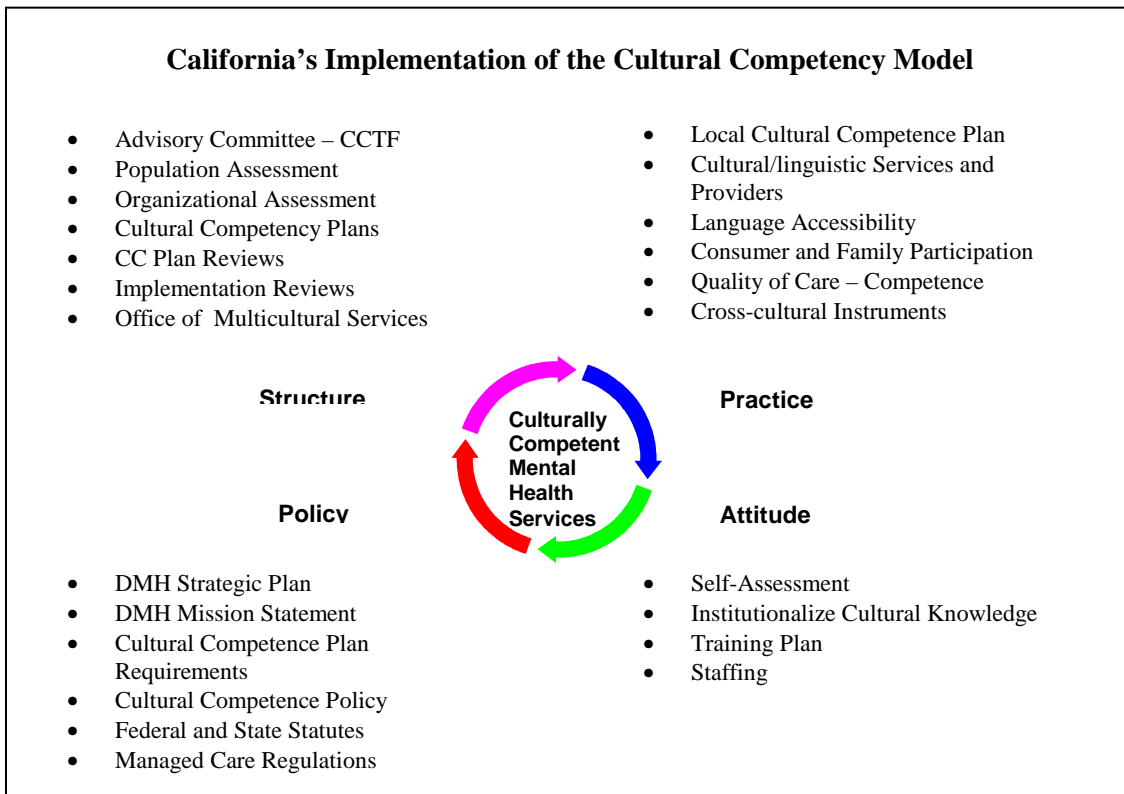 California's Implementation of the Cultural Competency Model
• Advisory Committee – CCTF
• Population Assessment
• Organizational Assessment
• Cultural Competency Plans
• CC Plan Reviews
• Implementation Reviews
• Office of Multicultural Services
• Local Cultural Competence Plan
• Cultural/linguistic Services and
Providers
• Language Accessibility
• Consumer and Family Participation
• Quality of Care – Competence
• Cross-cultural Instruments
Structure
Practice
Culturally
Competent
Mental
Health
Services
Policy
Attitude
• DMH Strategic Plan
• DMH Mission Statement
• Cultural Competence Plan
Requirements
• Cultural Competence Policy
• Federal and State Statutes
• Managed Care Regulations
• Self-Assessment
• Institutionalize Cultural Knowledge
• Training Plan
• Staffing